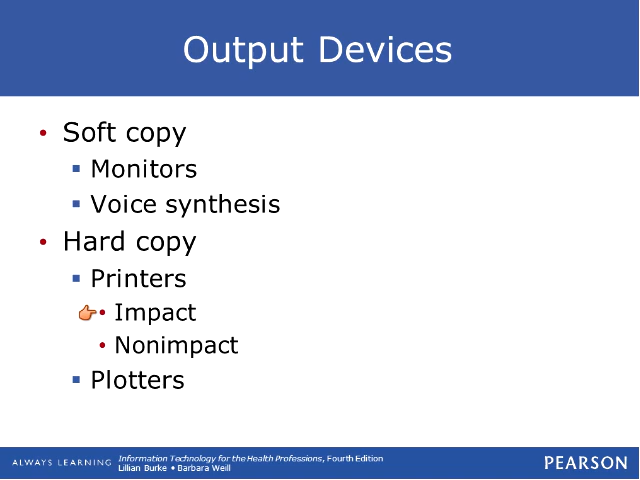 Output Devices
• Soft copy
▪ Monitors
▪ Voice synthesis
• Hard copy
▪ Printers
• Impact
• Nonimpact
▪ Plotters
ALWAYS LEARNING
Information Technology for the Health Professions, Fourth Edition
Lillian Burke • Barbara Weill
PEARSON